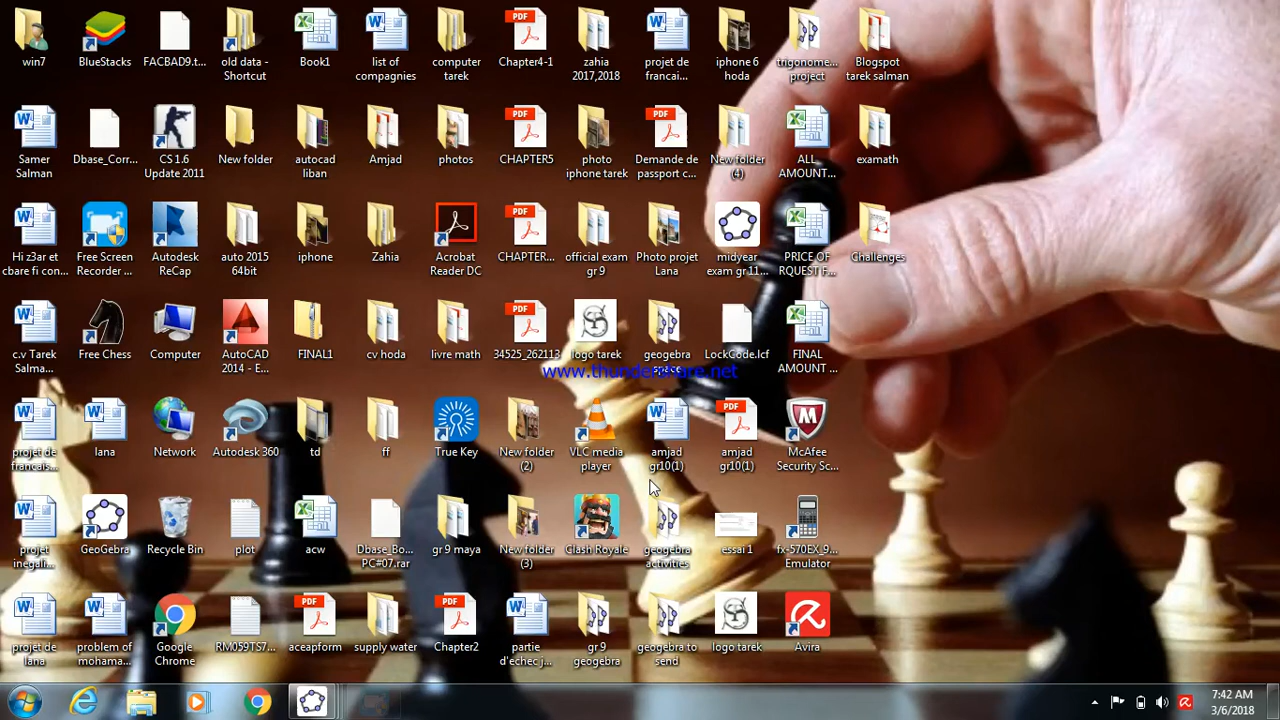 win7
BlueStacks
FACBAD9.t...
old data -
Shortcut
Book1
list of
compagnies
computer
tarek
Chapter4-1
zahia
2017,2018
projet de
francai...
iphone 6
hoda
trigonome...
project
Blogspot
tarek salman
Samer
Salman
Dbase_Corr...
CS 1.6
Update 2011
New folder
autocad
liban
Amjad
photos
CHAPTER5
photo
iphone tarek
Demande de
passport c...
New folder
(4)
ALL
AMOUNT...
examath
Hi z3ar et
cbare fi con...
Free Screen
Recorder ...
Autodesk
ReCap
auto 2015
64bit
iphone
Zahia
Acrobat
Reader DC
CHAPTER...
official exam
gr 9
Photo projet
Lana
midyear
exam gr11...
PRICE OF
RQUEST F...
Challenges
c.v Tarek
Salma...
Free Chess
Computer
AutoCAD
2014 - E...
FINAL1
cv hoda
livre math
34525_262113...
logo tarek
geogebra
LockCode.lcf
FINAL
AMOUNT ...
www.thundershare.net
projet de
francais...
lana
Network
Autodesk 360
td
ff
True Key
New folder
(2)
VLC media
player
amjad
gr10(1)
amjad
gr10(1)
McAfee
Security Sc...
projet
inegali...
GeoGebra
Recycle Bin
plot
acw
Dbase_Bo...
PC#07.rar
gr 9 maya
New folder
(3)
Clash Royale
geogebra
activities
essai 1
fx-570EX_9...
Emulator
projet de
lana
problem of
mohama...
Google
Chrome
RM059TS7...
aceapform
supply water
Chapter2
partie
d'echec j...
gr 9
geogebra
geogebra to
send
logo tarek
Avira
7:42 AM
3/6/2018